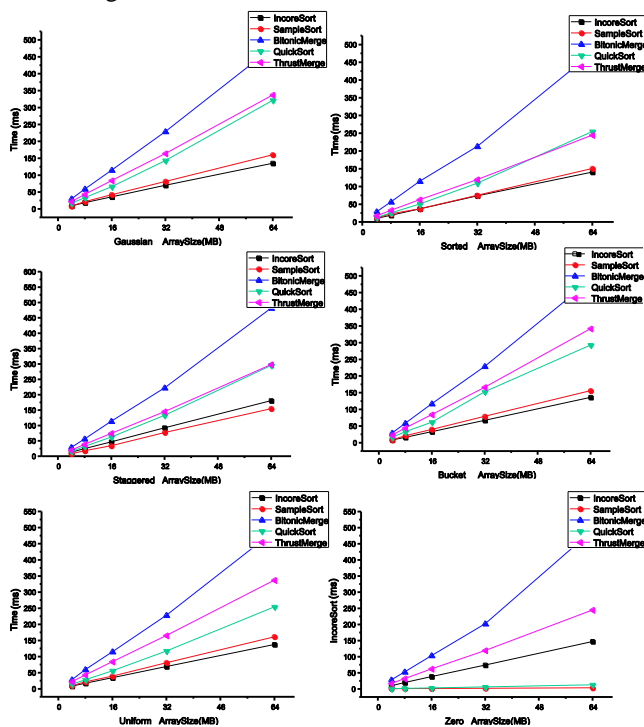 IncoreSort
SampleSort
BitonicMerge
QuickSort
ThrustMerge
500
450
400
350
300
250
200
150
100
50
0
Time (ms)
0 16 32 48 64
Gaussian ArraySize(MB)
IncoreSort
SampleSort
BitonicMerge
QuickSort
ThrustMerge
500
450
400
350
300
250
200
150
100
50
0
Time (ms)
0 16 32 48 64
Sorted ArraySize(MB)
IncoreSort
SampleSort
BitonicMerge
QuickSort
ThrustMerge
600
550
500
450
400
350
300
250
200
150
100
50
0
Time (ms)
0 16 32 48 64
Staggered ArraySize(MB)
IncoreSort
SampleSort
BitonicMerge
QuickSort
ThrustMerge
500
450
400
350
300
250
200
150
100
50
0
Time (ms)
0 16 32 48 64
Bucket ArraySize(MB)
IncoreSort
SampleSort
BitonicMerge
QuickSort
ThrustMerge
550
500
450
400
350
300
250
200
150
100
50
0
Time (ms)
0 16 32 48 64
Uniform ArraySize(MB)
IncoreSort
SampleSort
BitonicMerge
QuickSort
ThrustMerge
550
500
450
400
350
300
250
200
150
100
50
0
IncoreSort (ms)
0 16 32 48 64
Zero ArraySize(MB)